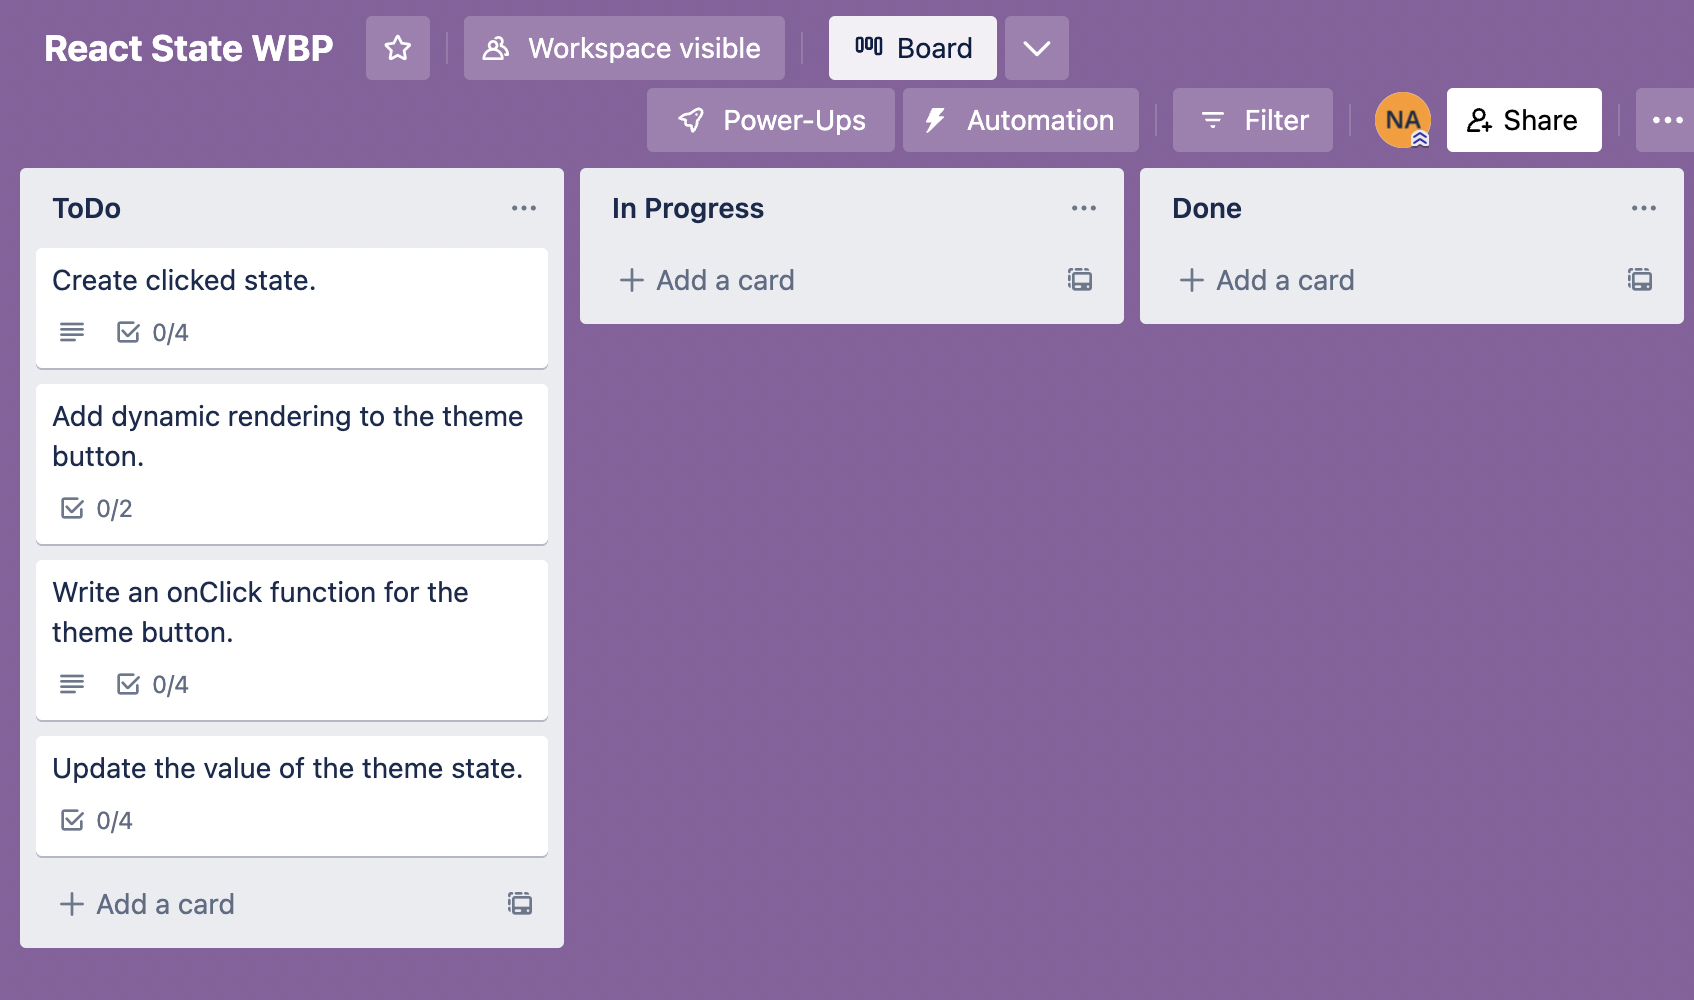 React State WBP
Workspace visible
Board
Power-Ups
Automation
Filter
NA
Share
ToDo
Create clicked state.
0/4
Add dynamic rendering to the theme
button.
0/2
Write an onClick function for the
theme button.
0/4
Update the value of the theme state.
0/4
+ Add a card
In Progress
+ Add a card
Done
+ Add a card